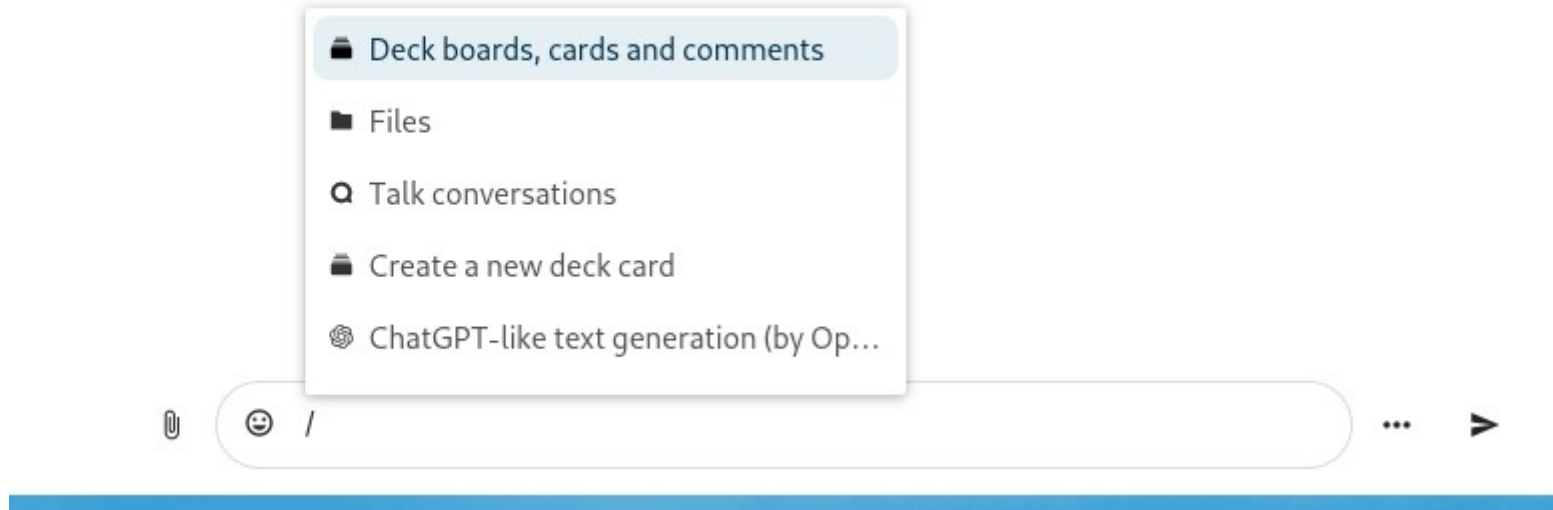 Deck boards, cards and comments
Files
Talk conversations
Create a new deck card
ChatGPT-like text generation (by Op...
/